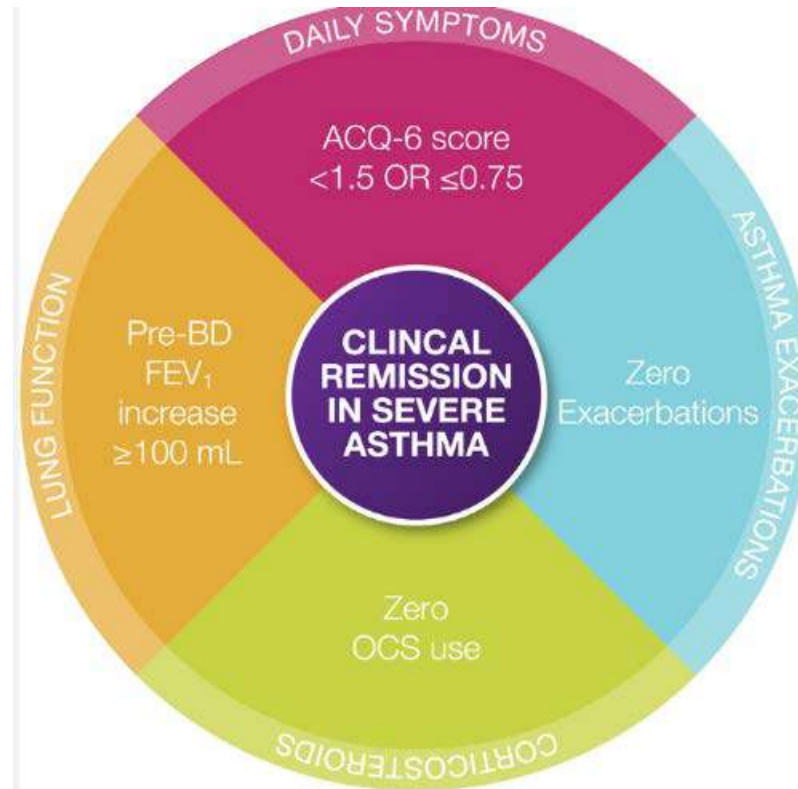 DAILY SYMPTOMS
ACQ-6 score
<1.5 OR ≤0.75
ASTHMA EXACERBATIONS
Zero
Exacerbations
CLINCAL
REMISSION
IN SEVERE
ASTHMA
LUNG FUNCTION
Pre-BD
FEV₁
increase
≥100 mL
Zero
OCS use
CORTICOSTEROIDS